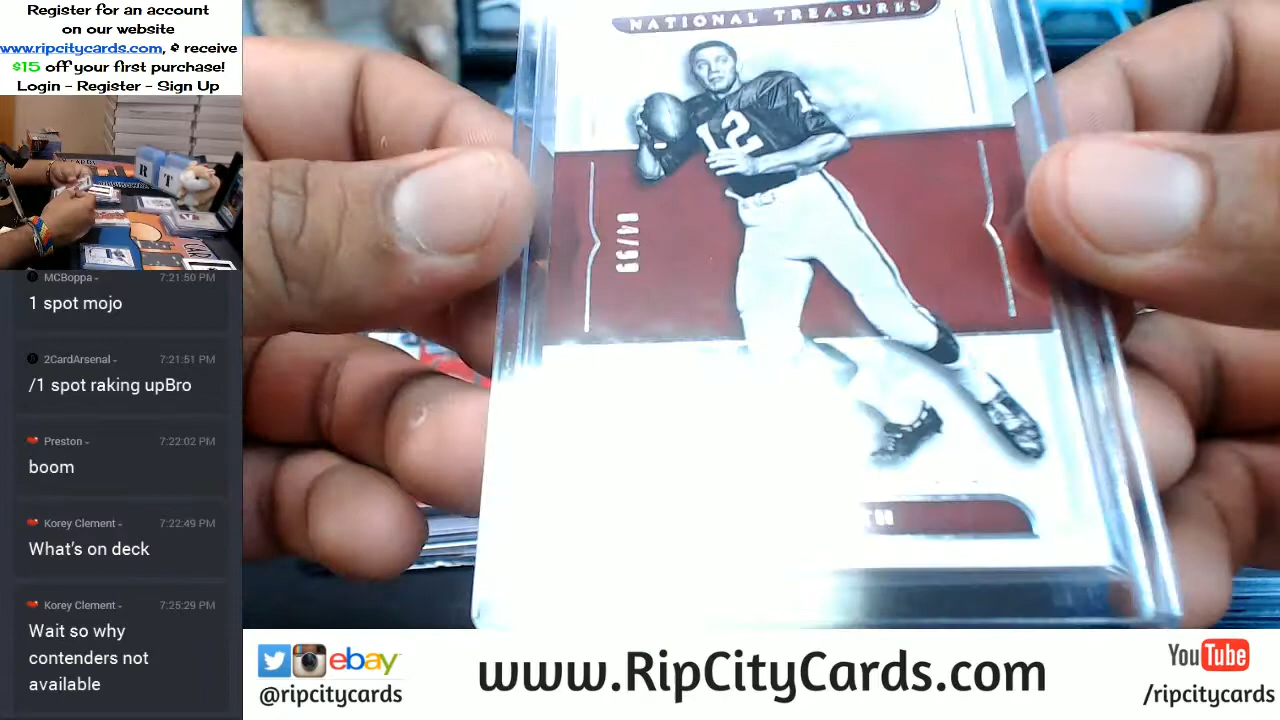 Register for an account
on our website
www.ripcitycards.com, & receive
$15 off your first purchase!
Login - Register - Sign Up
MCBoppa 7:21:50 PM
1 spot mojo
2CardArsenal 7:21:51 PM
/1 spot raking upBro
Preston 7:22:02 PM
boom
Korey Clement 7:22:49 PM
What's on deck
Korey Clement 7:25:29 PM
Wait so why
contenders not
available
NATIONAL TREASURES
12
84/99
ebay
@ripcitycards
www.RipCityCards.com
YouTube
/ripcitycards